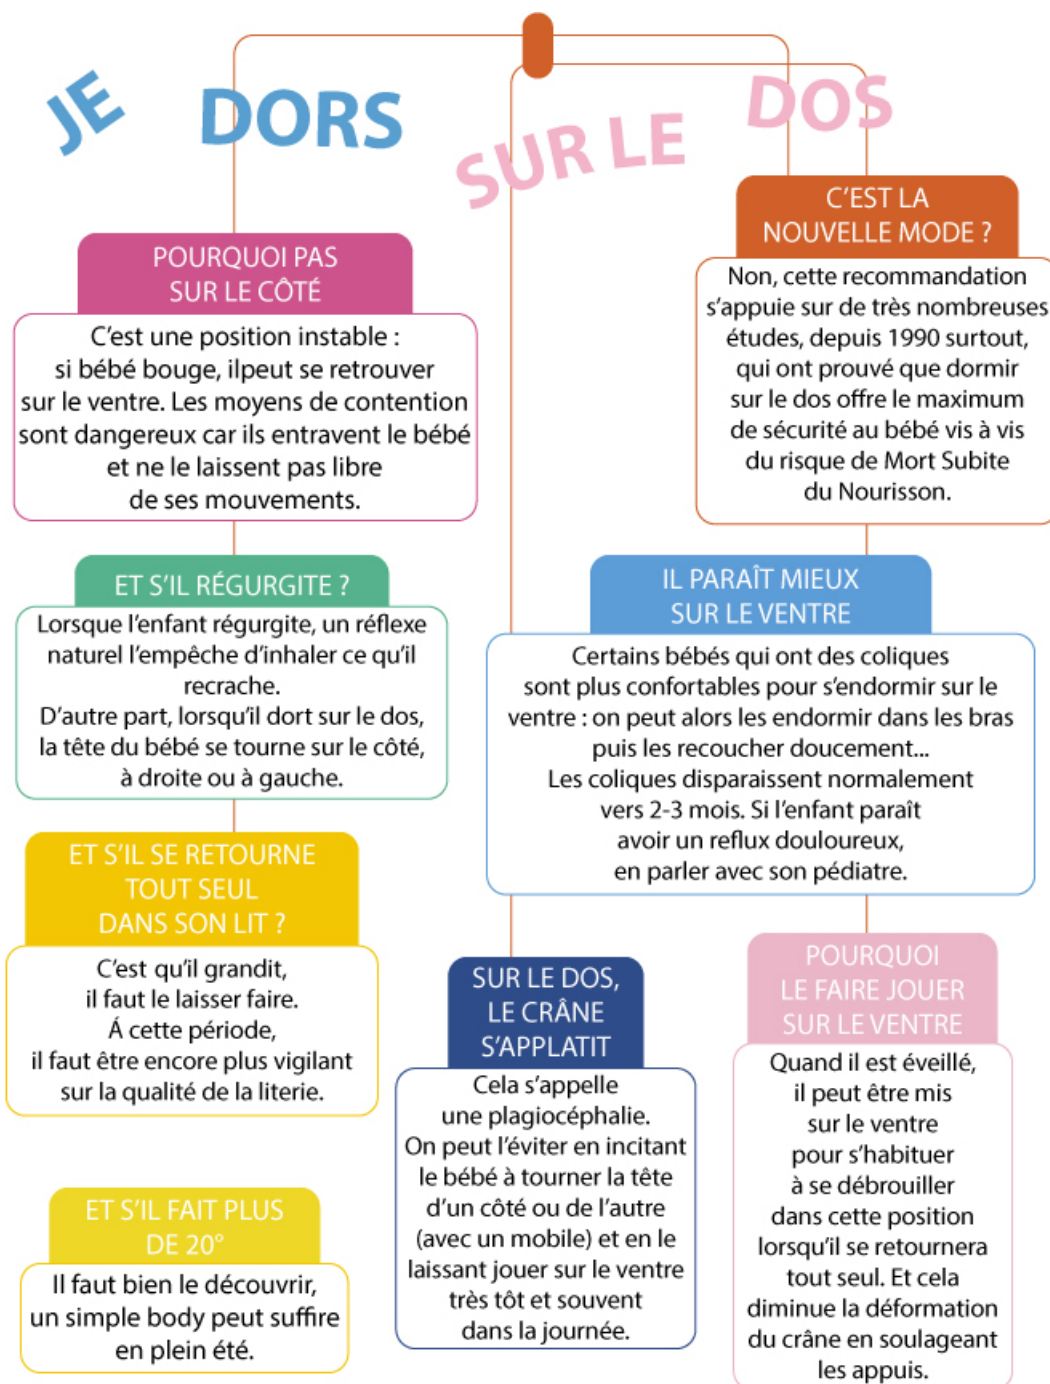 JE DORS SUR LE DOS
POURQUOI PAS
SUR LE CÔTÉ
C'est une position instable :
si bébé bouge, ilpeut se retrouver
sur le ventre. Les moyens de contention
sont dangereux car ils entravent le bébé
et ne le laissent pas libre
de ses mouvements.
ET S'IL RÉGURGITE ?
Lorsque l'enfant régurgite, un réflexe
naturel l'empêche d'inhaler ce qu'il
recrache.
D'autre part, lorsqu'il dort sur le dos,
la tête du bébé se tourne sur le côté,
à droite ou à gauche.
ET S'IL SE RETOURNE
TOUT SEUL
DANS SON LIT ?
C'est qu'il grandit,
il faut le laisser faire.
Á cette période,
il faut être encore plus vigilant
sur la qualité de la literie.
ET S'IL FAIT PLUS
DE 20°
Il faut bien le découvrir,
un simple body peut suffire
en plein été.
C'EST LA
NOUVELLE MODE ?
Non, cette recommandation
s'appuie sur de très nombreuses
études, depuis 1990 surtout,
qui ont prouvé que dormir
sur le dos offre le maximum
de sécurité au bébé vis à vis
du risque de Mort Subite
du Nourisson.
IL PARAÎT MIEUX
SUR LE VENTRE
Certains bébés qui ont des coliques
sont plus confortables pour s'endormir sur le
ventre : on peut alors les endormir dans les bras
puis les recoucher doucement...
Les coliques disparaissent normalement
vers 2-3 mois. Si l'enfant paraît
avoir un reflux douloureux,
en parler avec son pédiatre.
SUR LE DOS,
LE CRÂNE
S'APPLATIT
Cela s'appelle
une plagiocéphalie.
On peut l'éviter en incitant
le bébé à tourner la tête
d'un côté ou de l'autre
(avec un mobile) et en le
laissant jouer sur le ventre
très tôt et souvent
dans la journée.
POURQUOI
LE FAIRE JOUER
SUR LE VENTRE
Quand il est éveillé,
il peut être mis
sur le ventre
pour s'habituer
à se débrouiller
dans cette position
lorsqu'il se retournera
tout seul. Et cela
diminue la déformation
du crâne en soulageant
les appuis.